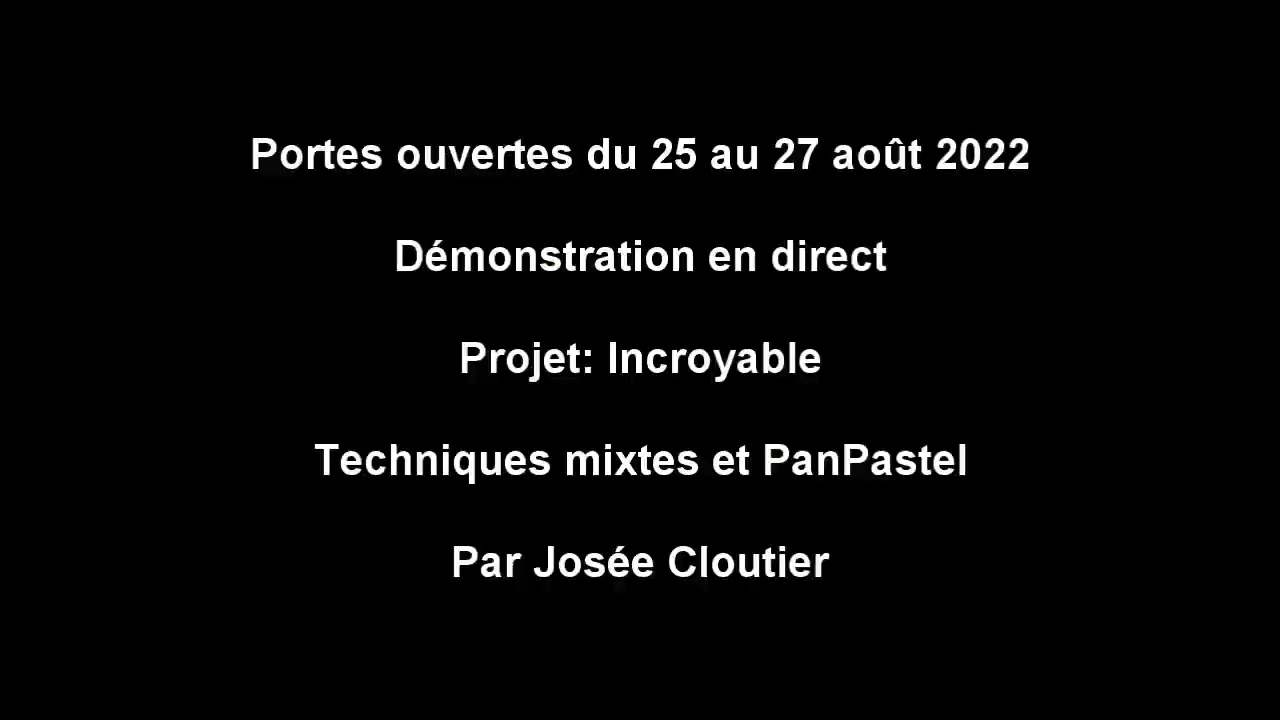 Portes ouvertes du 25 au 27 août 2022
Démonstration en direct
Projet: Incroyable
Techniques mixtes et PanPastel
Par Josée Cloutier